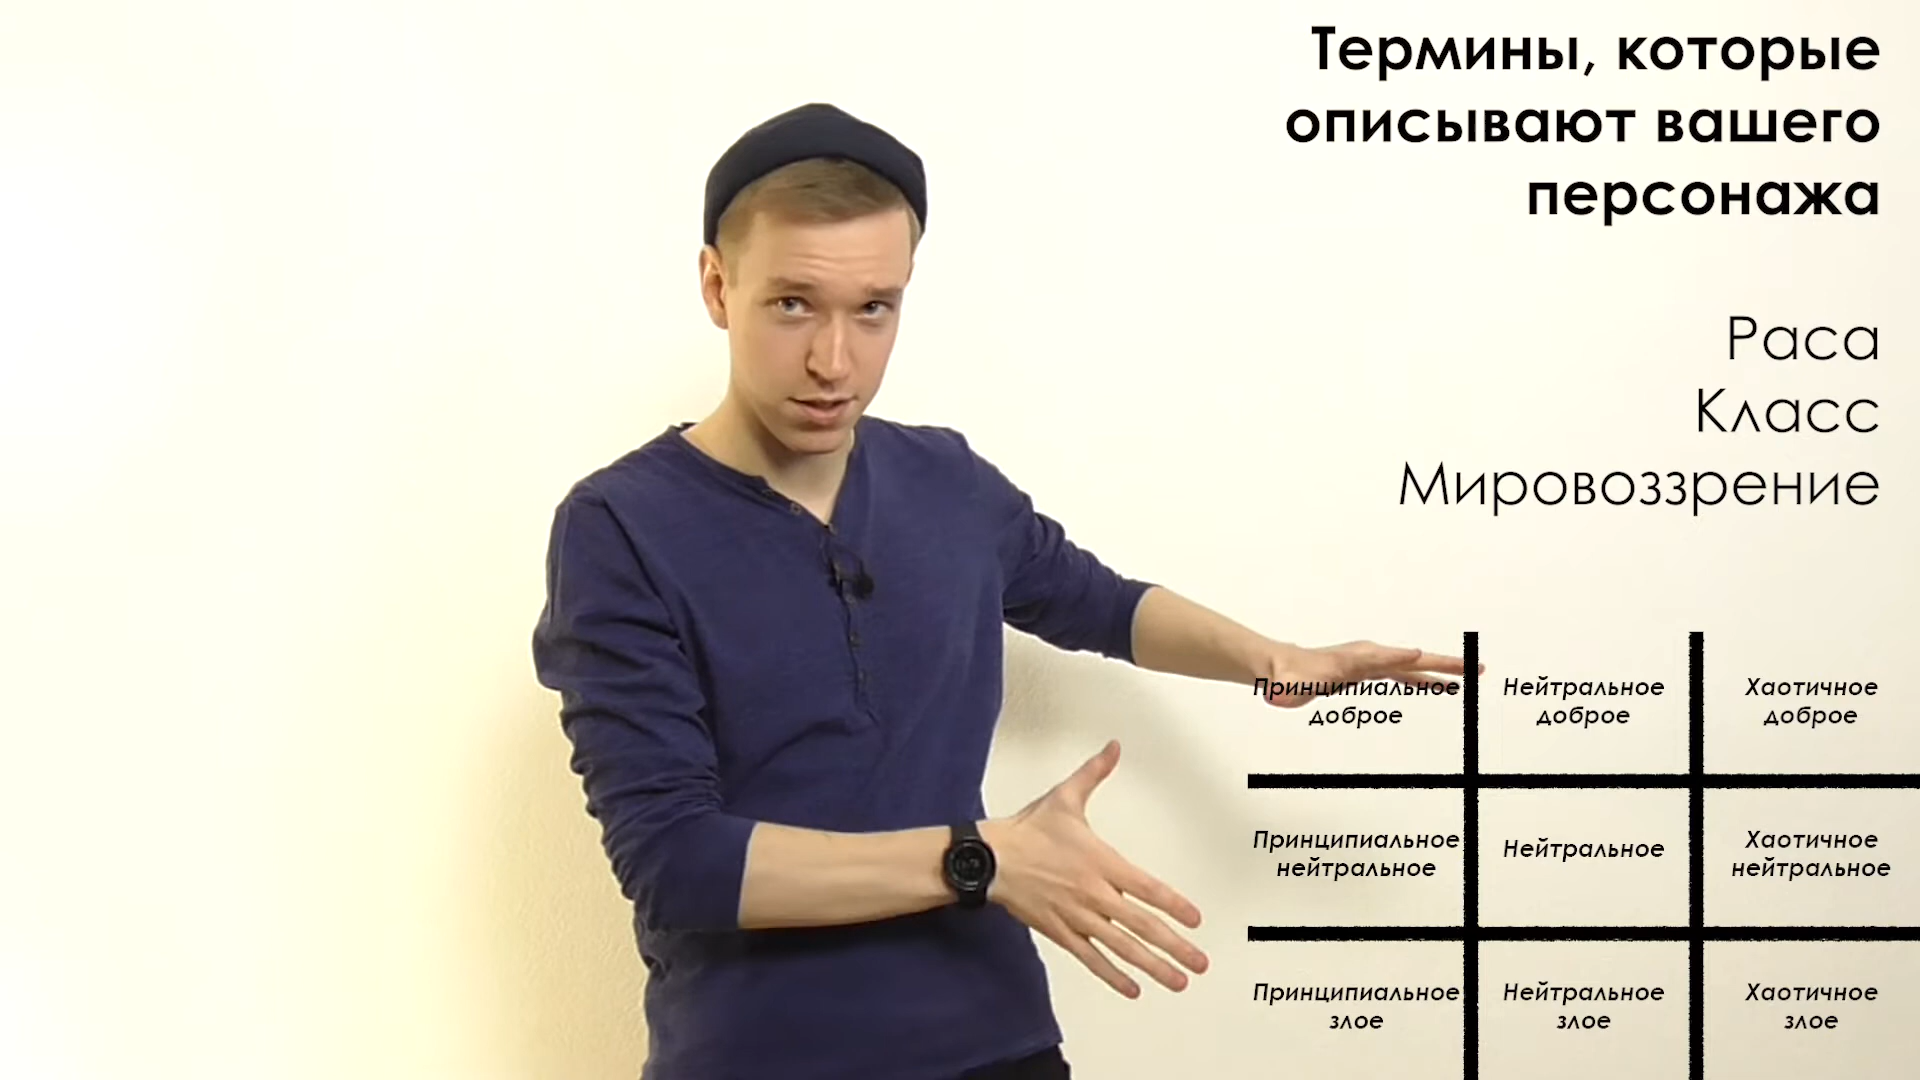 Термины, которые
описывают вашего
персонажа
Раса
Класс
Мировоззрение
Принципиальное
доброе
Нейтральное
доброе
Хаотичное
доброе
Принципиальное
нейтральное
Нейтральное
Хаотичное
нейтральное
Принципиальное
злое
Нейтральное
злое
Хаотичное
злое